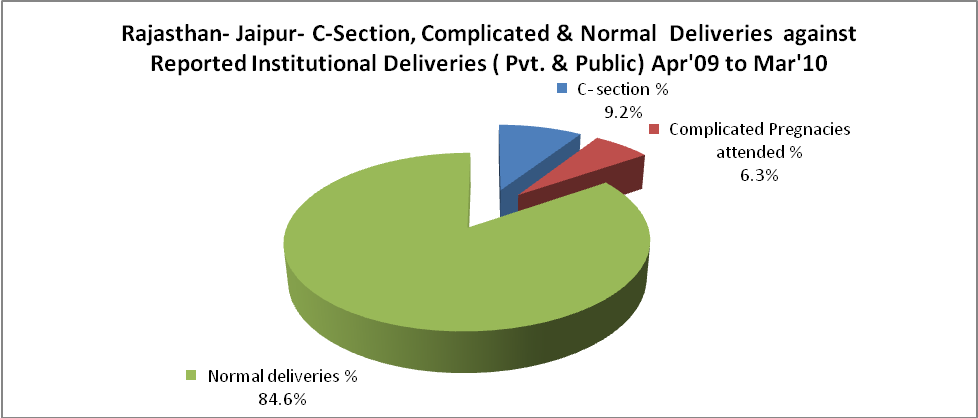 Rajasthan- Jaipur- C-Section, Complicated & Normal Deliveries against
Reported Institutional Deliveries ( Pvt. & Public) Apr'09 to Mar'10
C-section %
9.2%
Complicated Pregnacies
attended %
6.3%
Normal deliveries %
84.6%